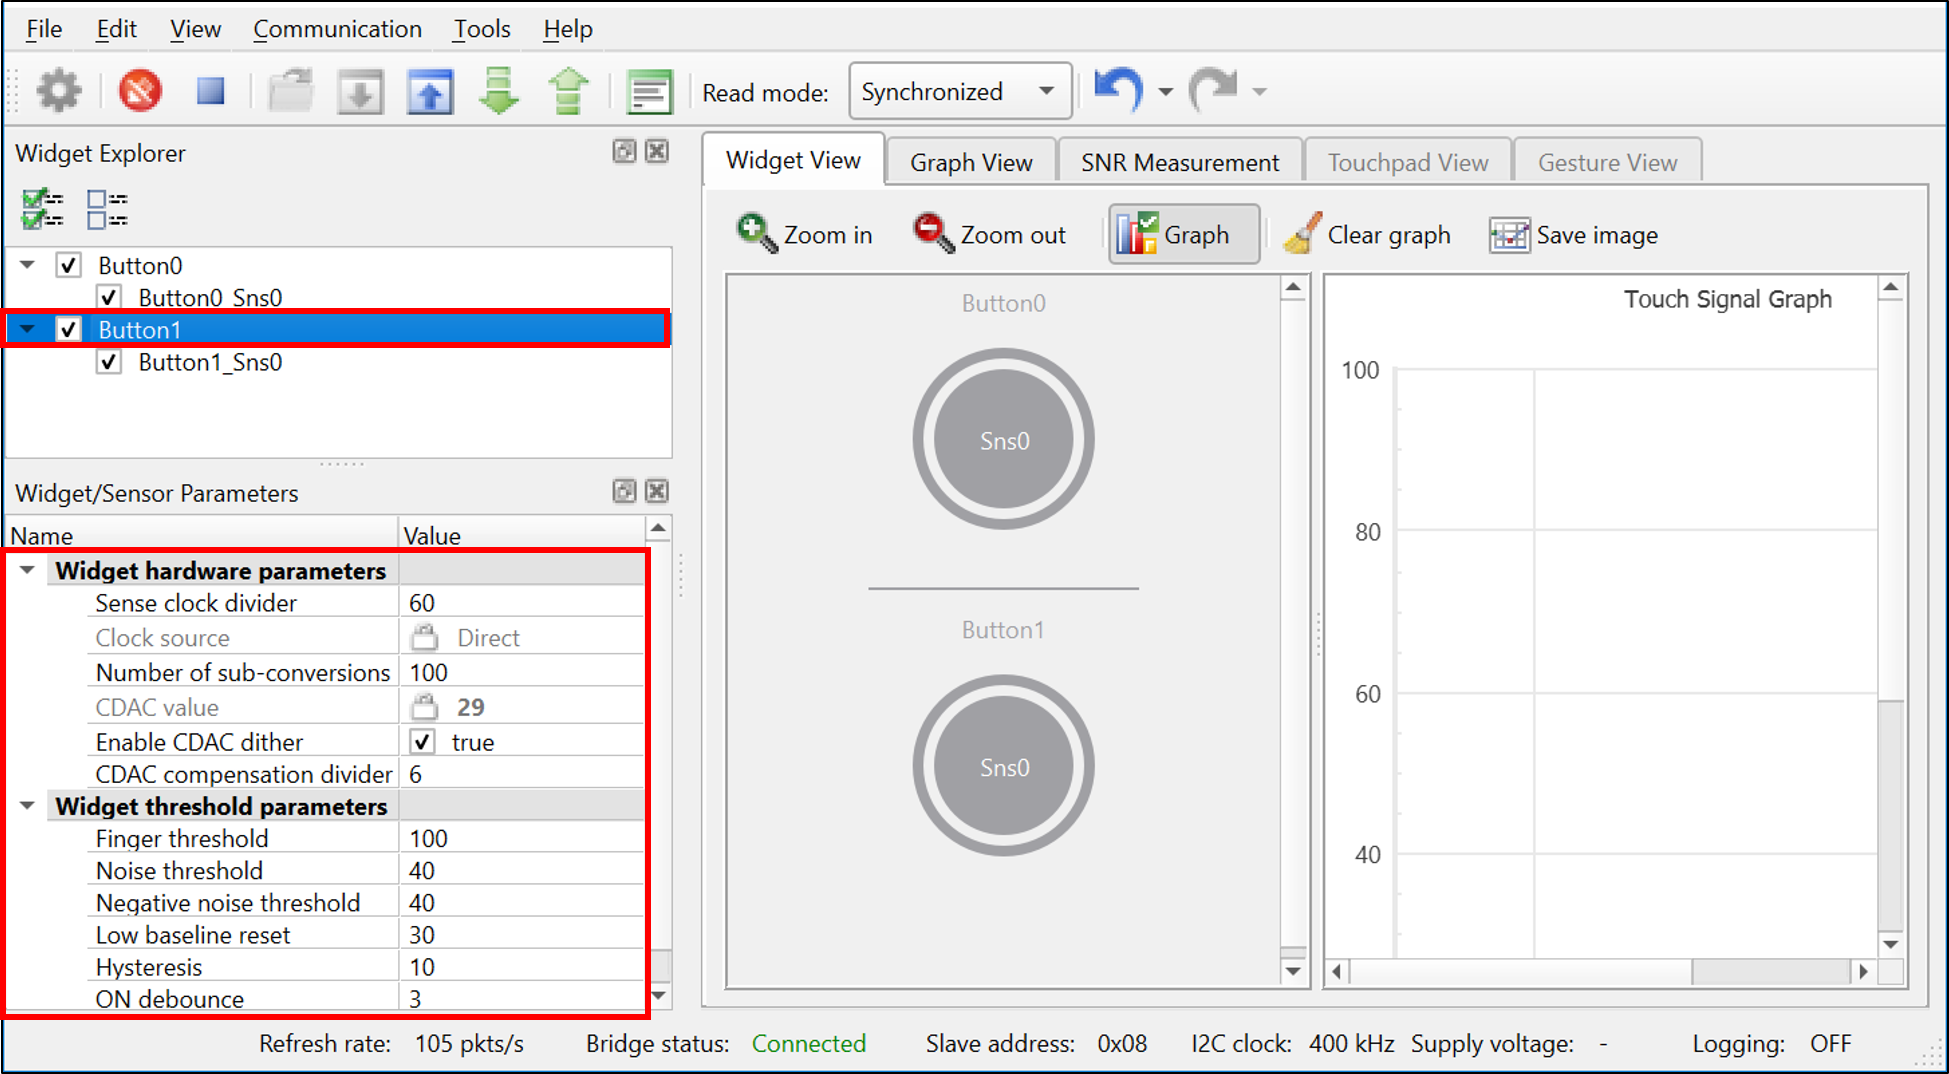 File Edit View Communication Tools Help
Read mode: Synchronized
Widget Explorer
Button0
Button0_Sns0
Button1
Button1_Sns0
Widget/Sensor Parameters
Name Value
Widget hardware parameters
Sense clock divider 60
Clock source Direct
Number of sub-conversions 100
CDAC value 29
Enable CDAC dither true
CDAC compensation divider 6
Widget threshold parameters
Finger threshold 100
Noise threshold 40
Negative noise threshold 40
Low baseline reset 30
Hysteresis 10
ON debounce 3
Widget View Graph View SNR Measurement Touchpad View Gesture View
Zoom in Zoom out Graph Clear graph Save image
Button0
Sns0
Button1
Sns0
Touch Signal Graph
100
80
60
40
Refresh rate: 105 pkts/s Bridge status: Connected Slave address: 0x08 I2C clock: 400 kHz Supply voltage: - Logging: OFF